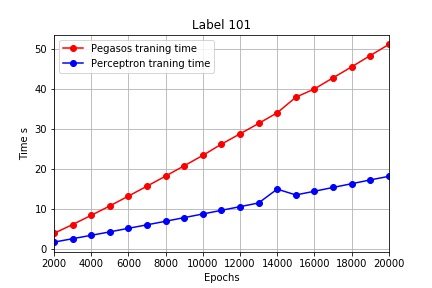 Label 101
Pegasos traning time
Perceptron traning time
Time s
50
40
30
20
10
0
2000 4000 6000 8000 10000 12000 14000 16000 18000 20000
Epochs